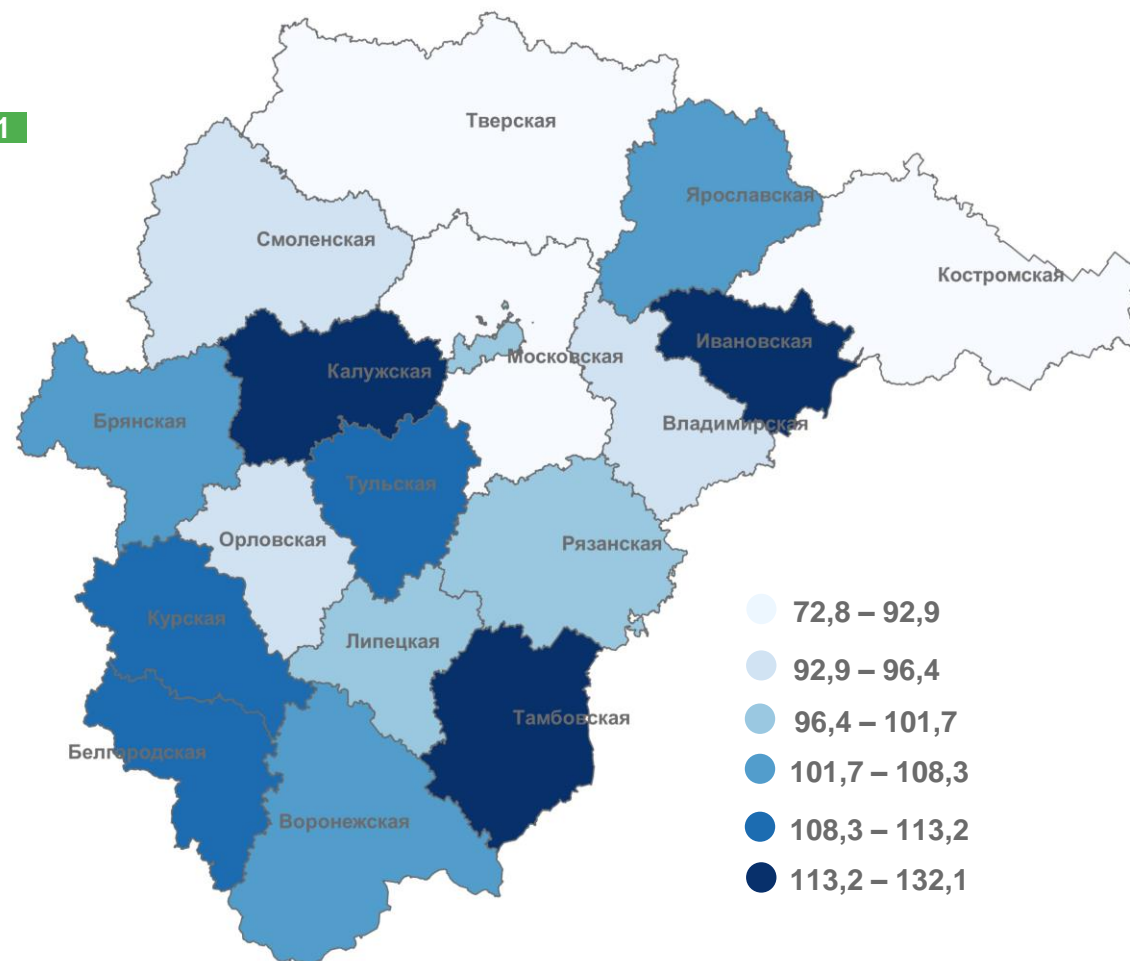 1
Тверская
Ярославская
Смоленская
Костромская
Ивановская
Московская
Калужская
Брянская
Владимирская
Тульская
Орловская
Рязанская
Курская
Липецкая
Тамбовская
Белгородская
Воронежская
72,8 – 92,9
92,9 – 96,4
96,4 – 101,7
101,7 – 108,3
108,3 – 113,2
113,2 – 132,1